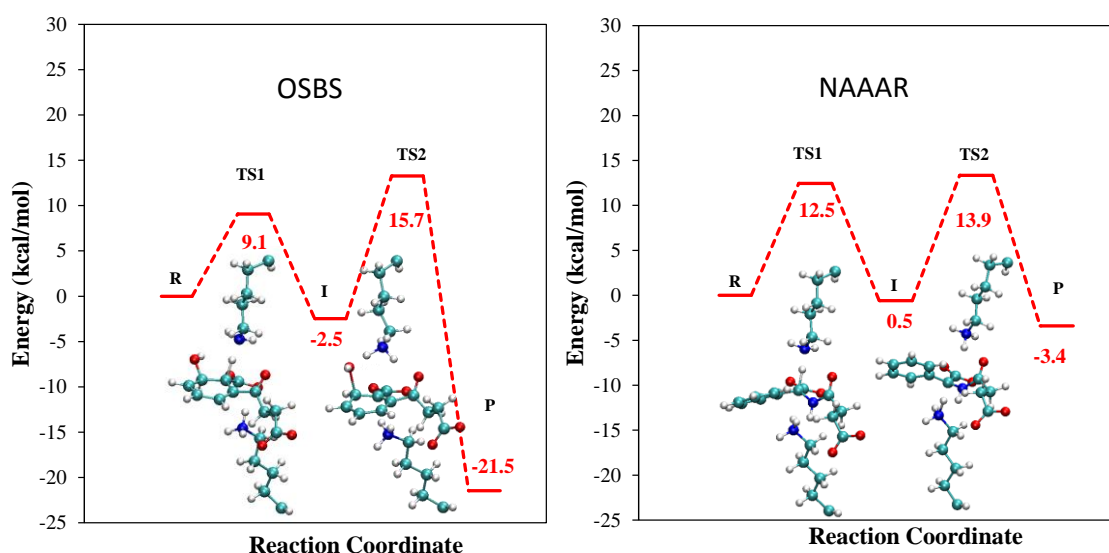 30
25
20
15
10
5
0
-5
-10
-15
-20
-25
Energy (kcal/mol)
OSBS
R
TS1
9.1
I
-2.5
TS2
15.7
P
-21.5
Reaction Coordinate
30
25
20
15
10
5
0
-5
-10
-15
-20
-25
Energy (kcal/mol)
NAAAR
R
TS1
12.5
I
0.5
TS2
13.9
P
-3.4
Reaction Coordinate